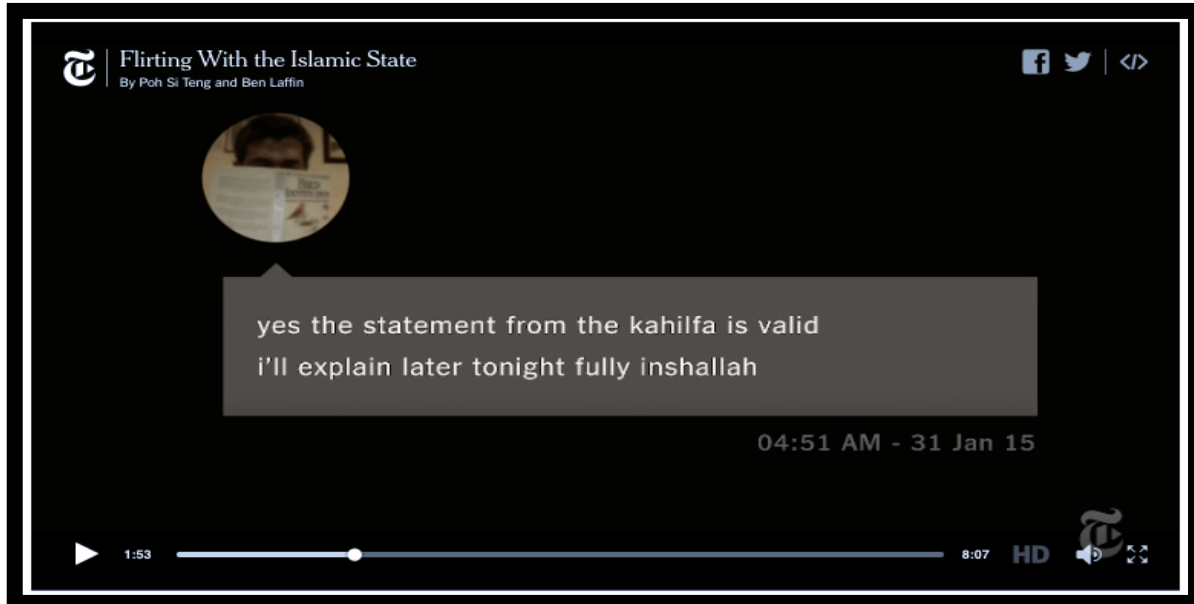 Flirting With the Islamic State
By Poh Si Teng and Ben Laffin
yes the statement from the kahilfa is valid
i'll explain later tonight fully inshallah
04:51 AM - 31 Jan 15
1:53
8:07
HD